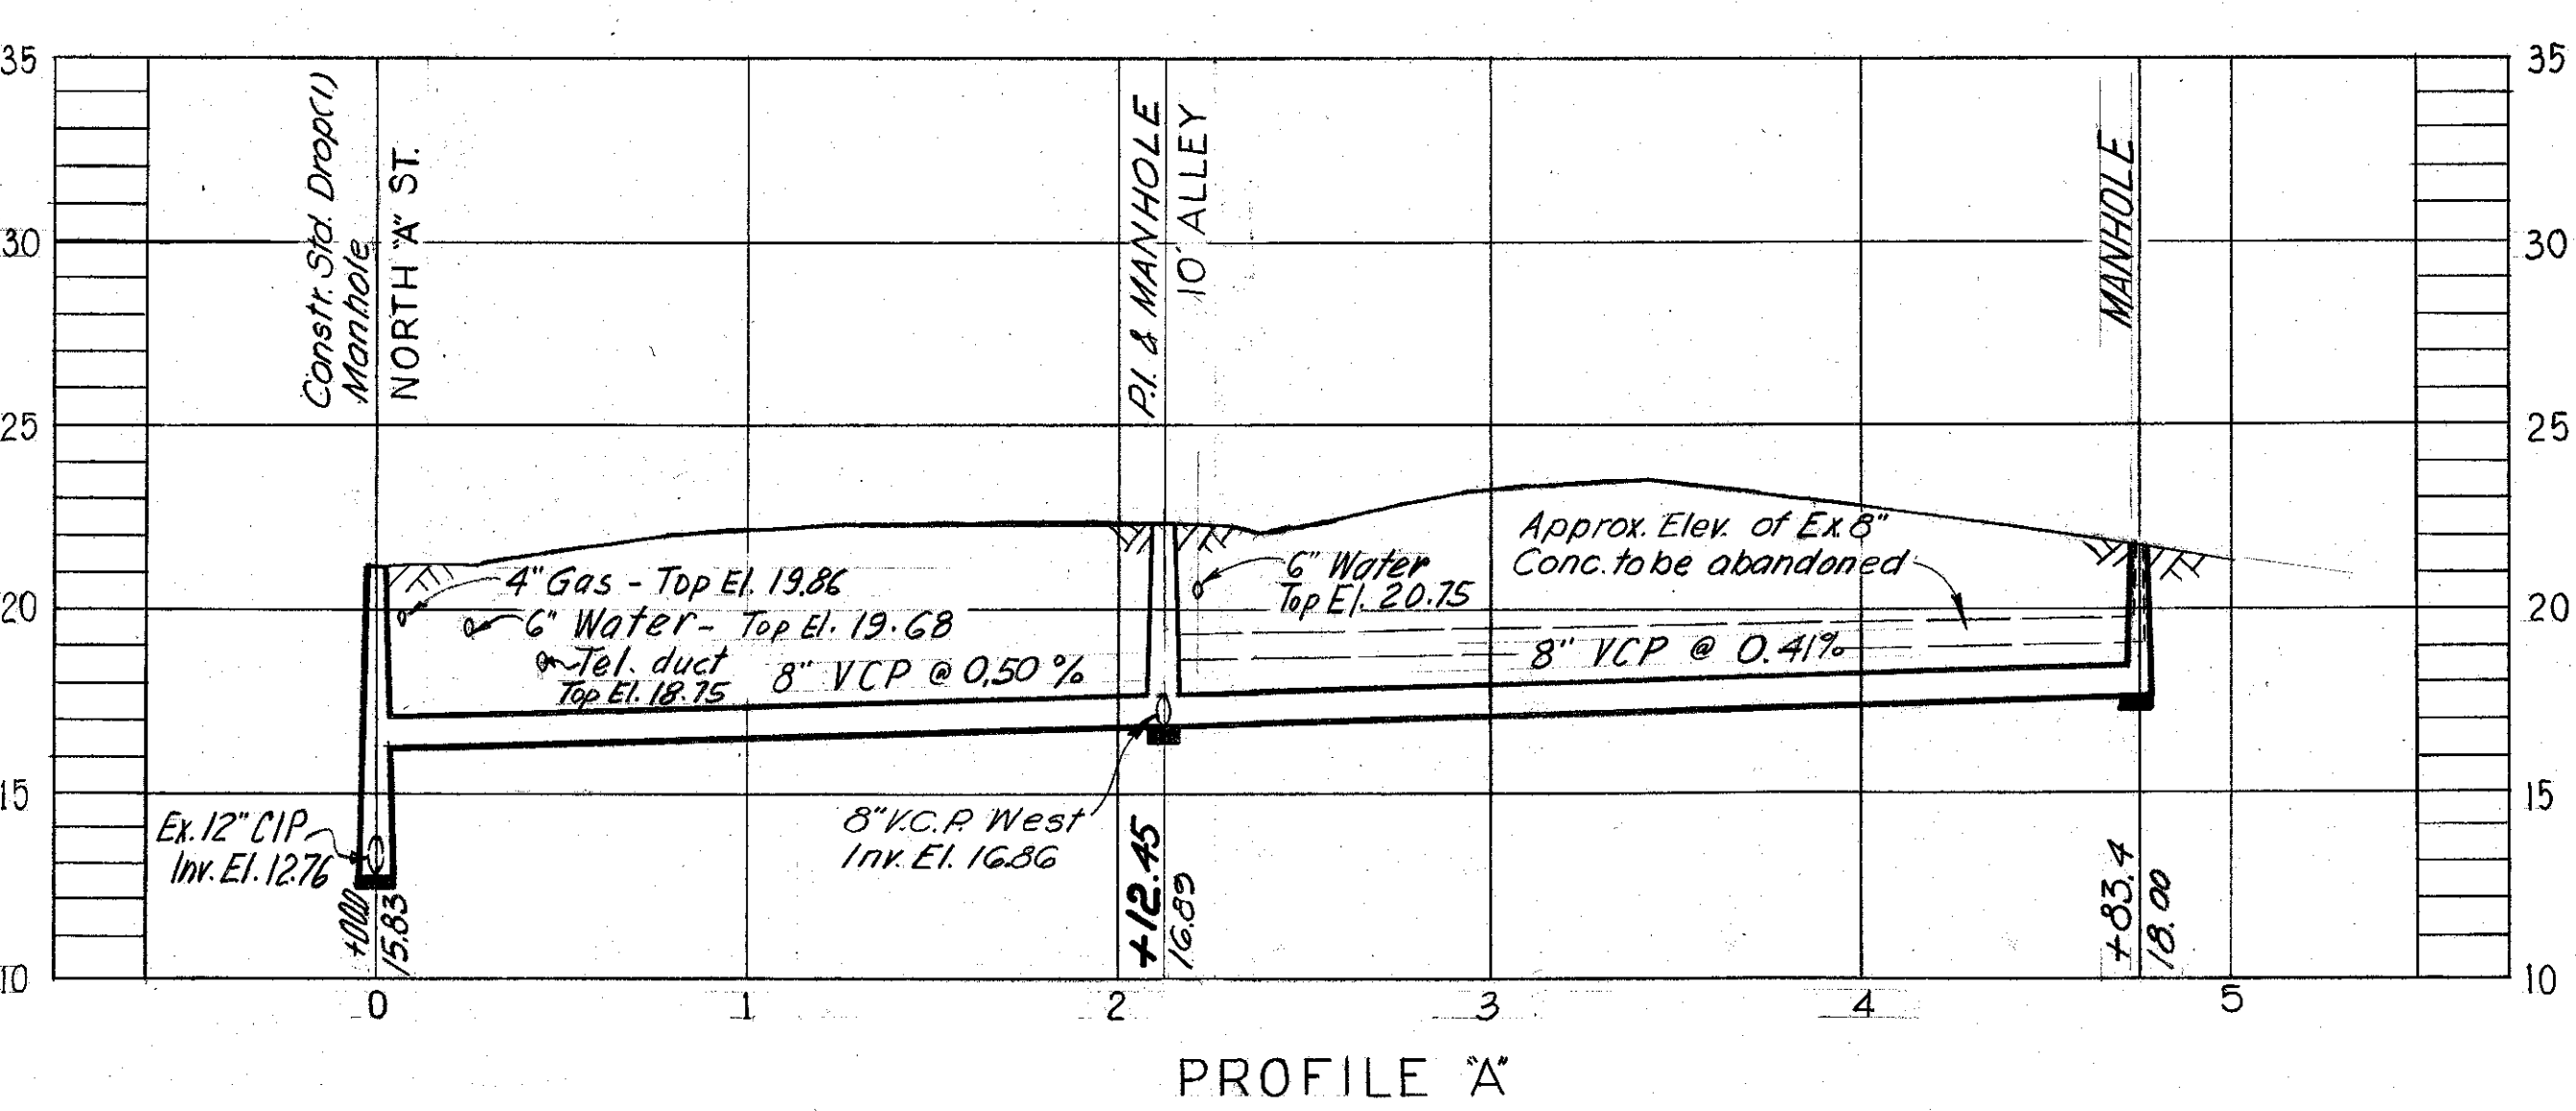 35
35
30
30
25
25
20
20
15
15
10
10
Constr. Std. Drop(1)
Manhole
NORTH "A" ST.
P.I. & MANHOLE
10' ALLEY
MANHOLE
4" Gas - Top El. 19.86
6" Water - Top El. 19.68
Tel. duct
Top El. 18.75
8" VCP @ 0.50 %
6" Water
Top El. 20.75
Approx. Elev. of Ex. 8"
Conc. to be abandoned
8" VCP @ 0.41%
Ex. 12" CIP
Inv. El. 12.76
8" V.C.P. West
Inv. El. 16.86
15.83
+12.45
16.89
+83.4
18.00
0
1
2
3
4
5
PROFILE "A"